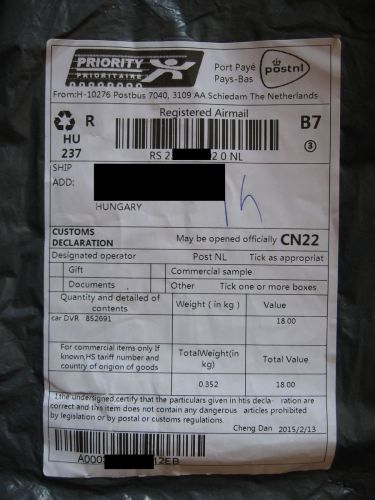 PRIORITY
PRIORITAIRE
Port Payé
Pays-Bas
postnl
From:H-10276 Postbus 7040, 3109 AA Schiedam The Netherlands
Registered Airmail
R
B7
HU
237
3
RS 2 2 0 NL
SHIP
ADD:
HUNGARY
CUSTOMS
DECLARATION
May be opened officially CN22
Designated operator Post NL Tick as appropriat
Gift Commercial sample
Documents Other Tick one or more boxes
Quantity and detailed of
contents
Weight ( in kg ) Value
car DVR 852691 18.00
For commercial items only If
known,HS tariff number and
country of origion of goods
TotalWeight(in
kg)
Total Value
0.352 18.00
I,the undersigned,certify that the particulars given in htis decla- ration are
correct and this item does not contain any dangerous articles prohibited
by legislation or by postal or customs regulations.
Cheng Dan 2015/2/13
A000 12EB